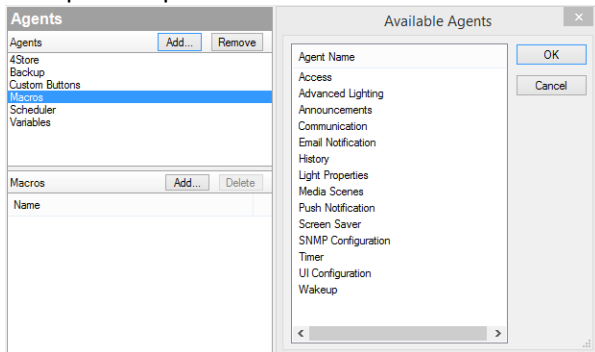 Agents
Agents Add... Remove
4Store
Backup
Custom Buttons
Macros
Scheduler
Variables
Macros Add... Delete
Name
Available Agents
Agent Name
Access
Advanced Lighting
Announcements
Communication
Email Notification
History
Light Properties
Media Scenes
Push Notification
Screen Saver
SNMP Configuration
Timer
UI Configuration
Wakeup
OK
Cancel